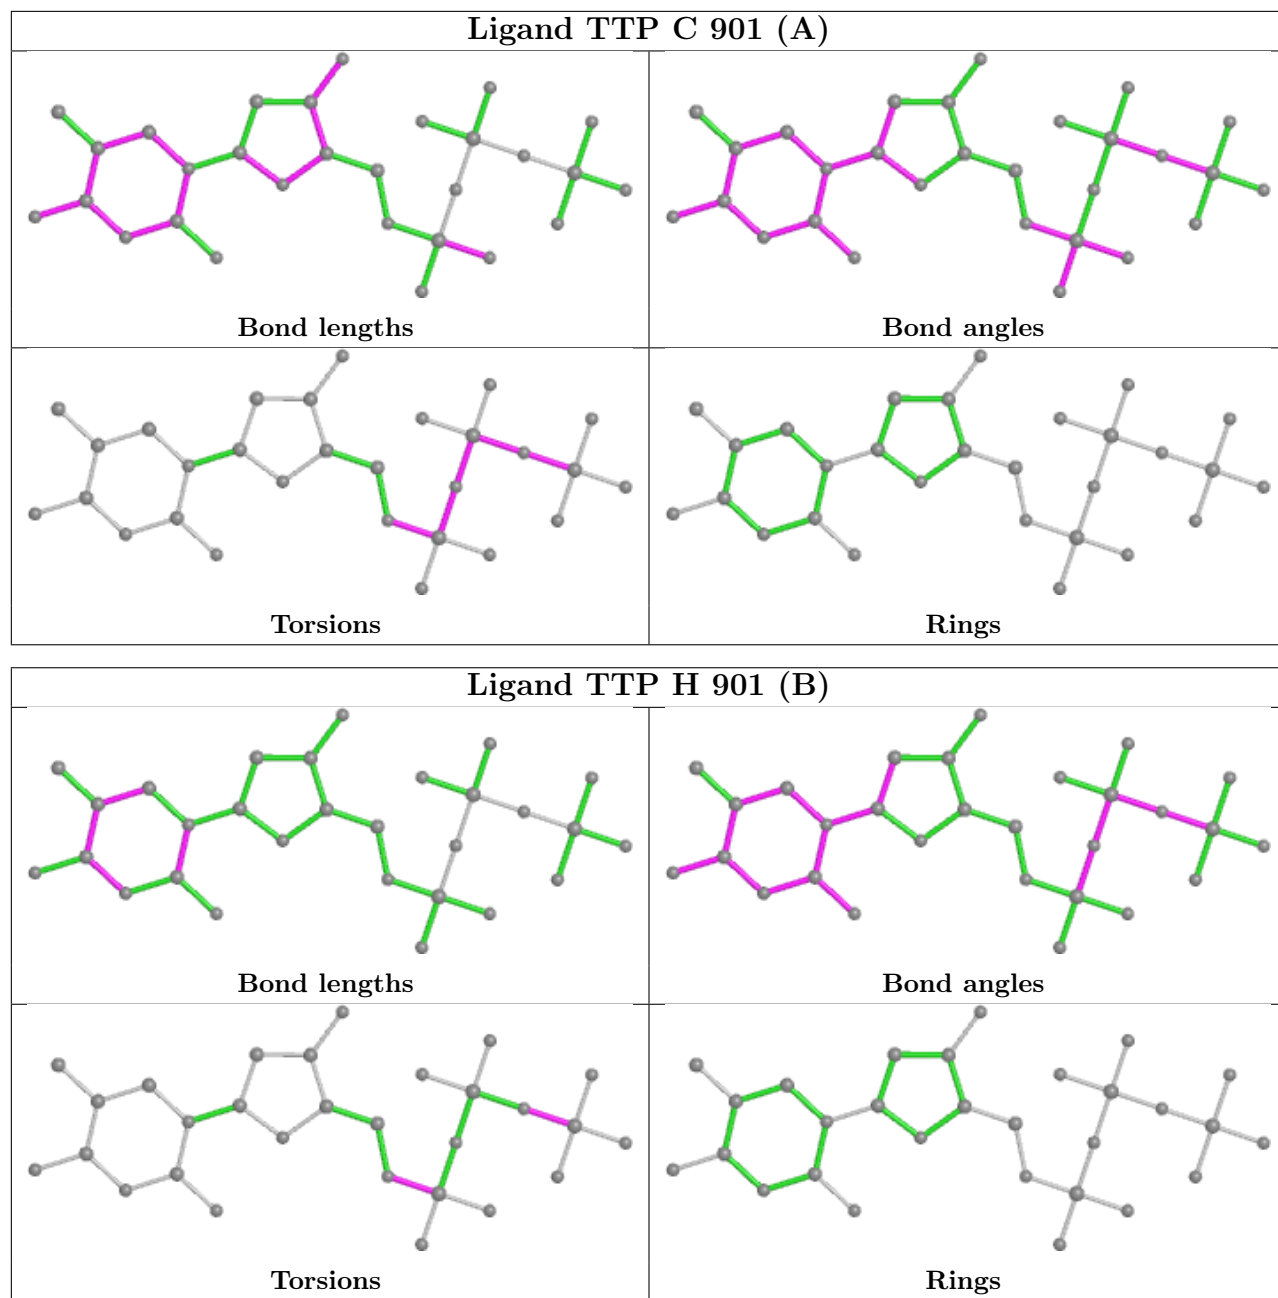 Ligand TTP C 901 (A)
Bond lengths
Bond angles
Torsions
Rings
Ligand TTP H 901 (B)
Bond lengths
Bond angles
Torsions
Rings